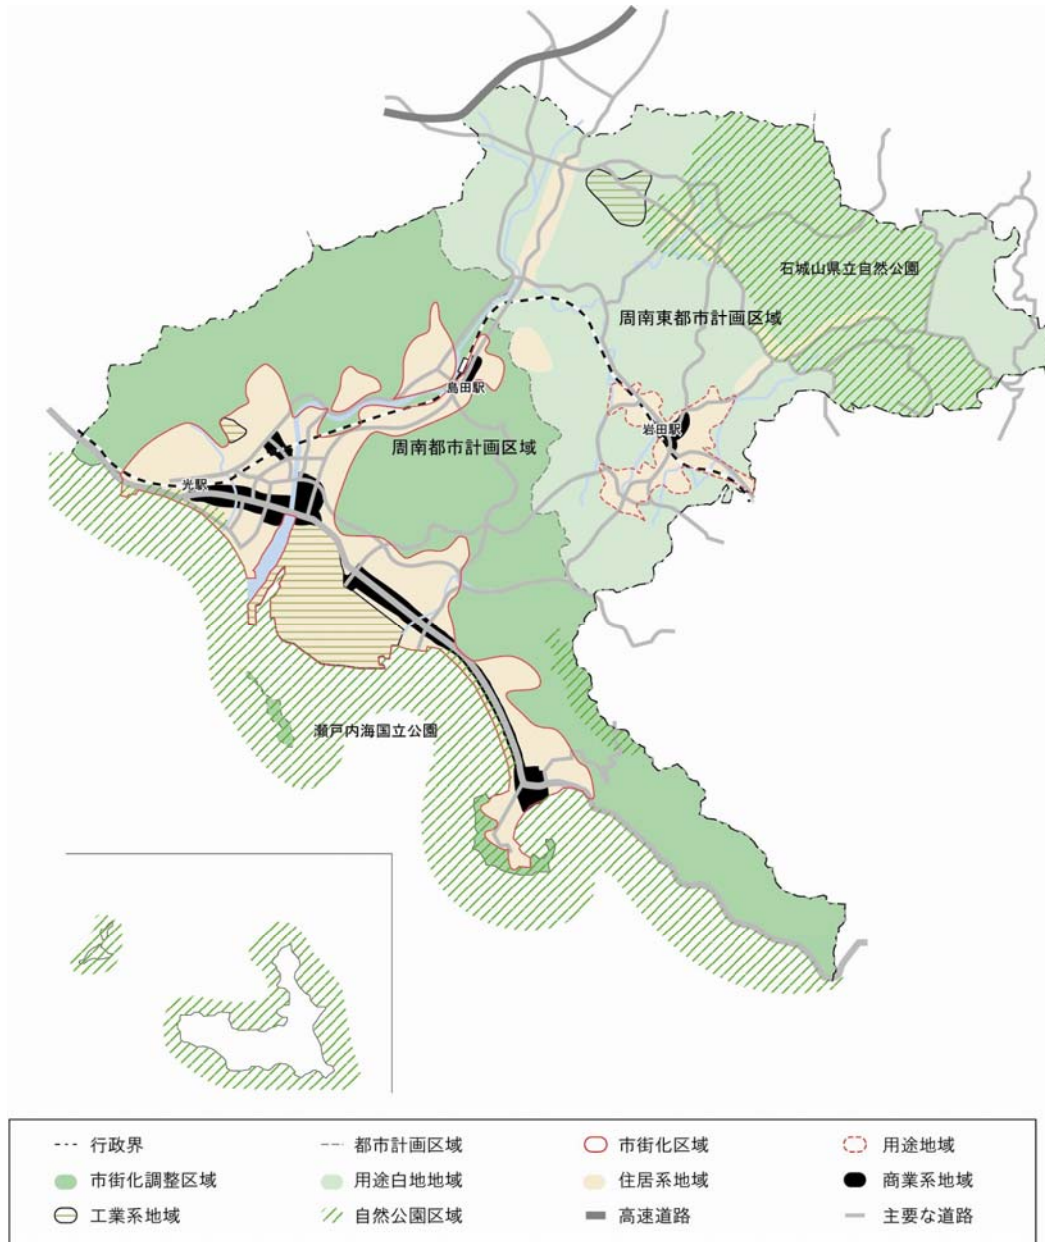 石城山県立自然公園
周南東都市計画区域
島田駅
岩田駅
周南都市計画区域
光駅
瀬戸内海国立公園
行政界
都市計画区域
市街化区域
用途地域
市街化調整区域
用途白地地域
住居系地域
商業系地域
工業系地域
自然公園区域
高速道路
主要な道路